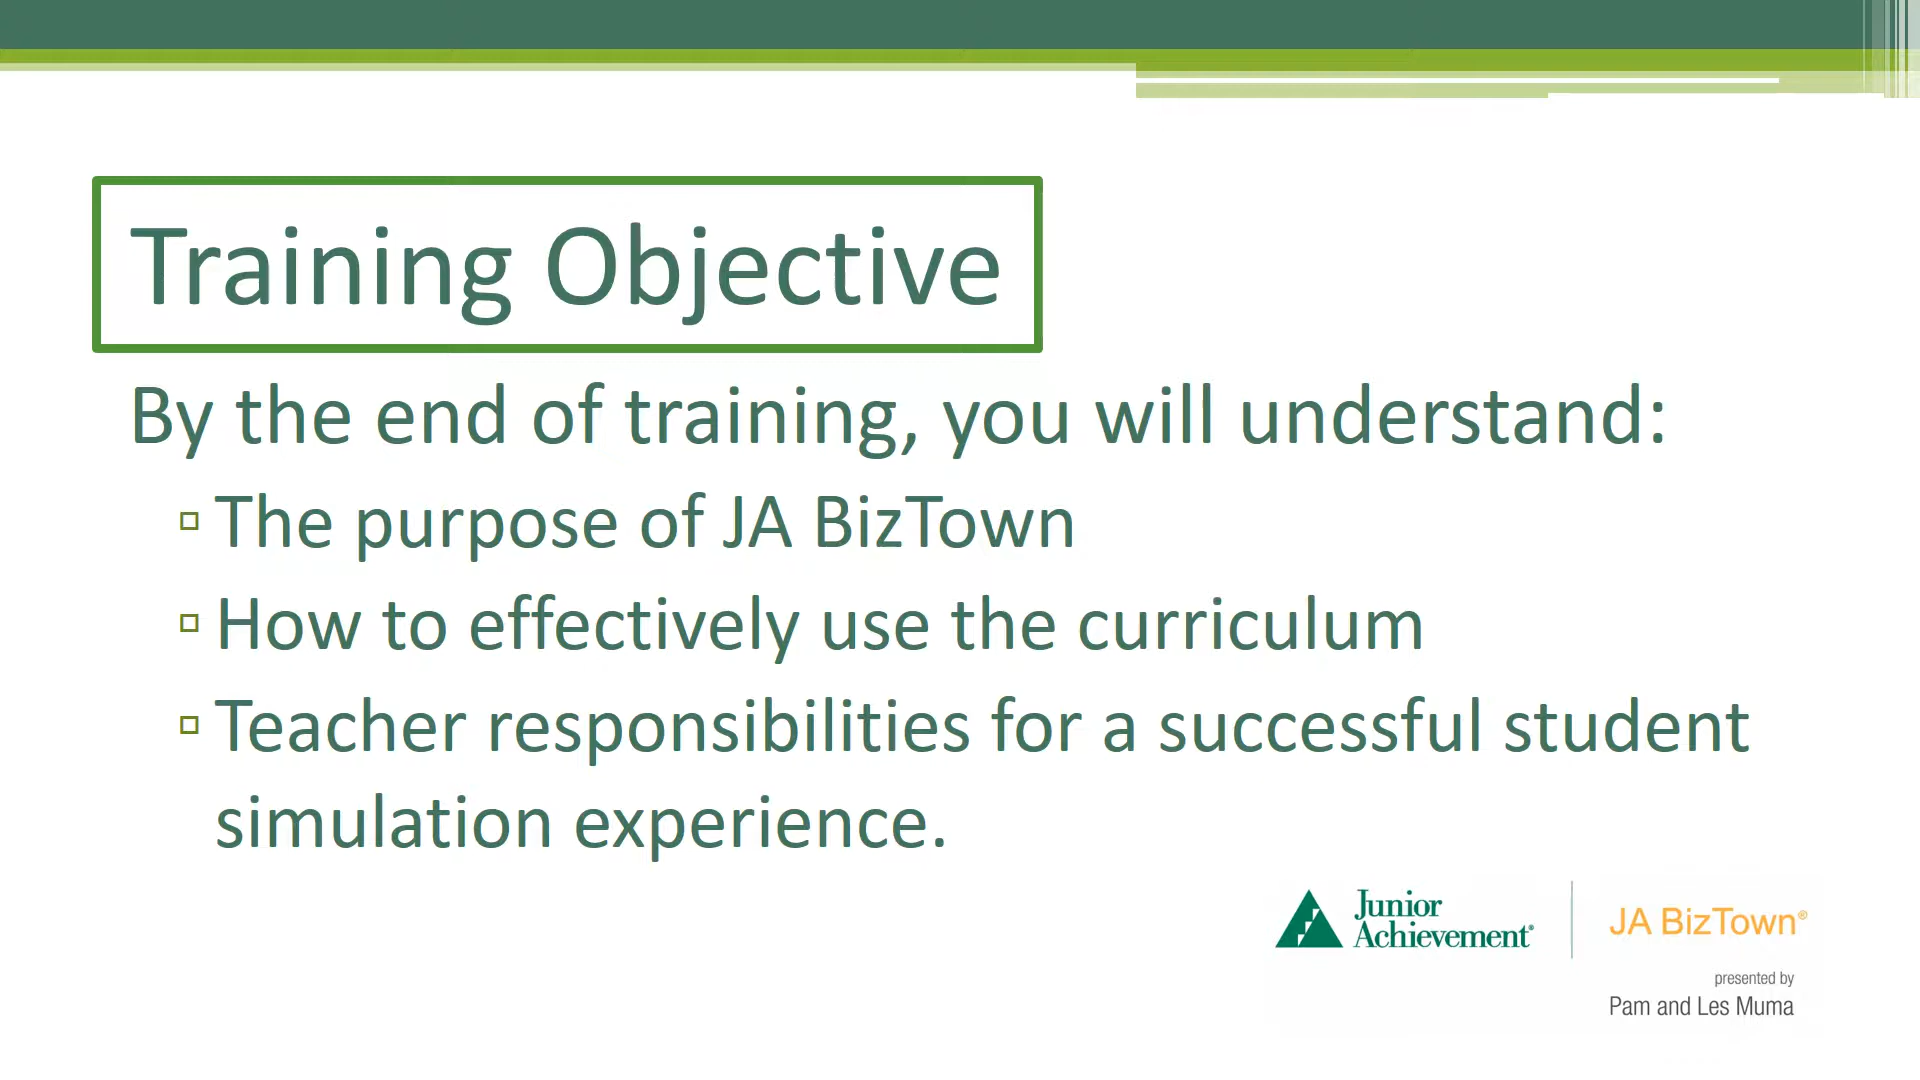 Training Objective
By the end of training, you will understand:
▫ The purpose of JA BizTown
▫ How to effectively use the curriculum
▫ Teacher responsibilities for a successful student
simulation experience.
Junior
Achievement®
JA BizTown®
presented by
Pam and Les Muma